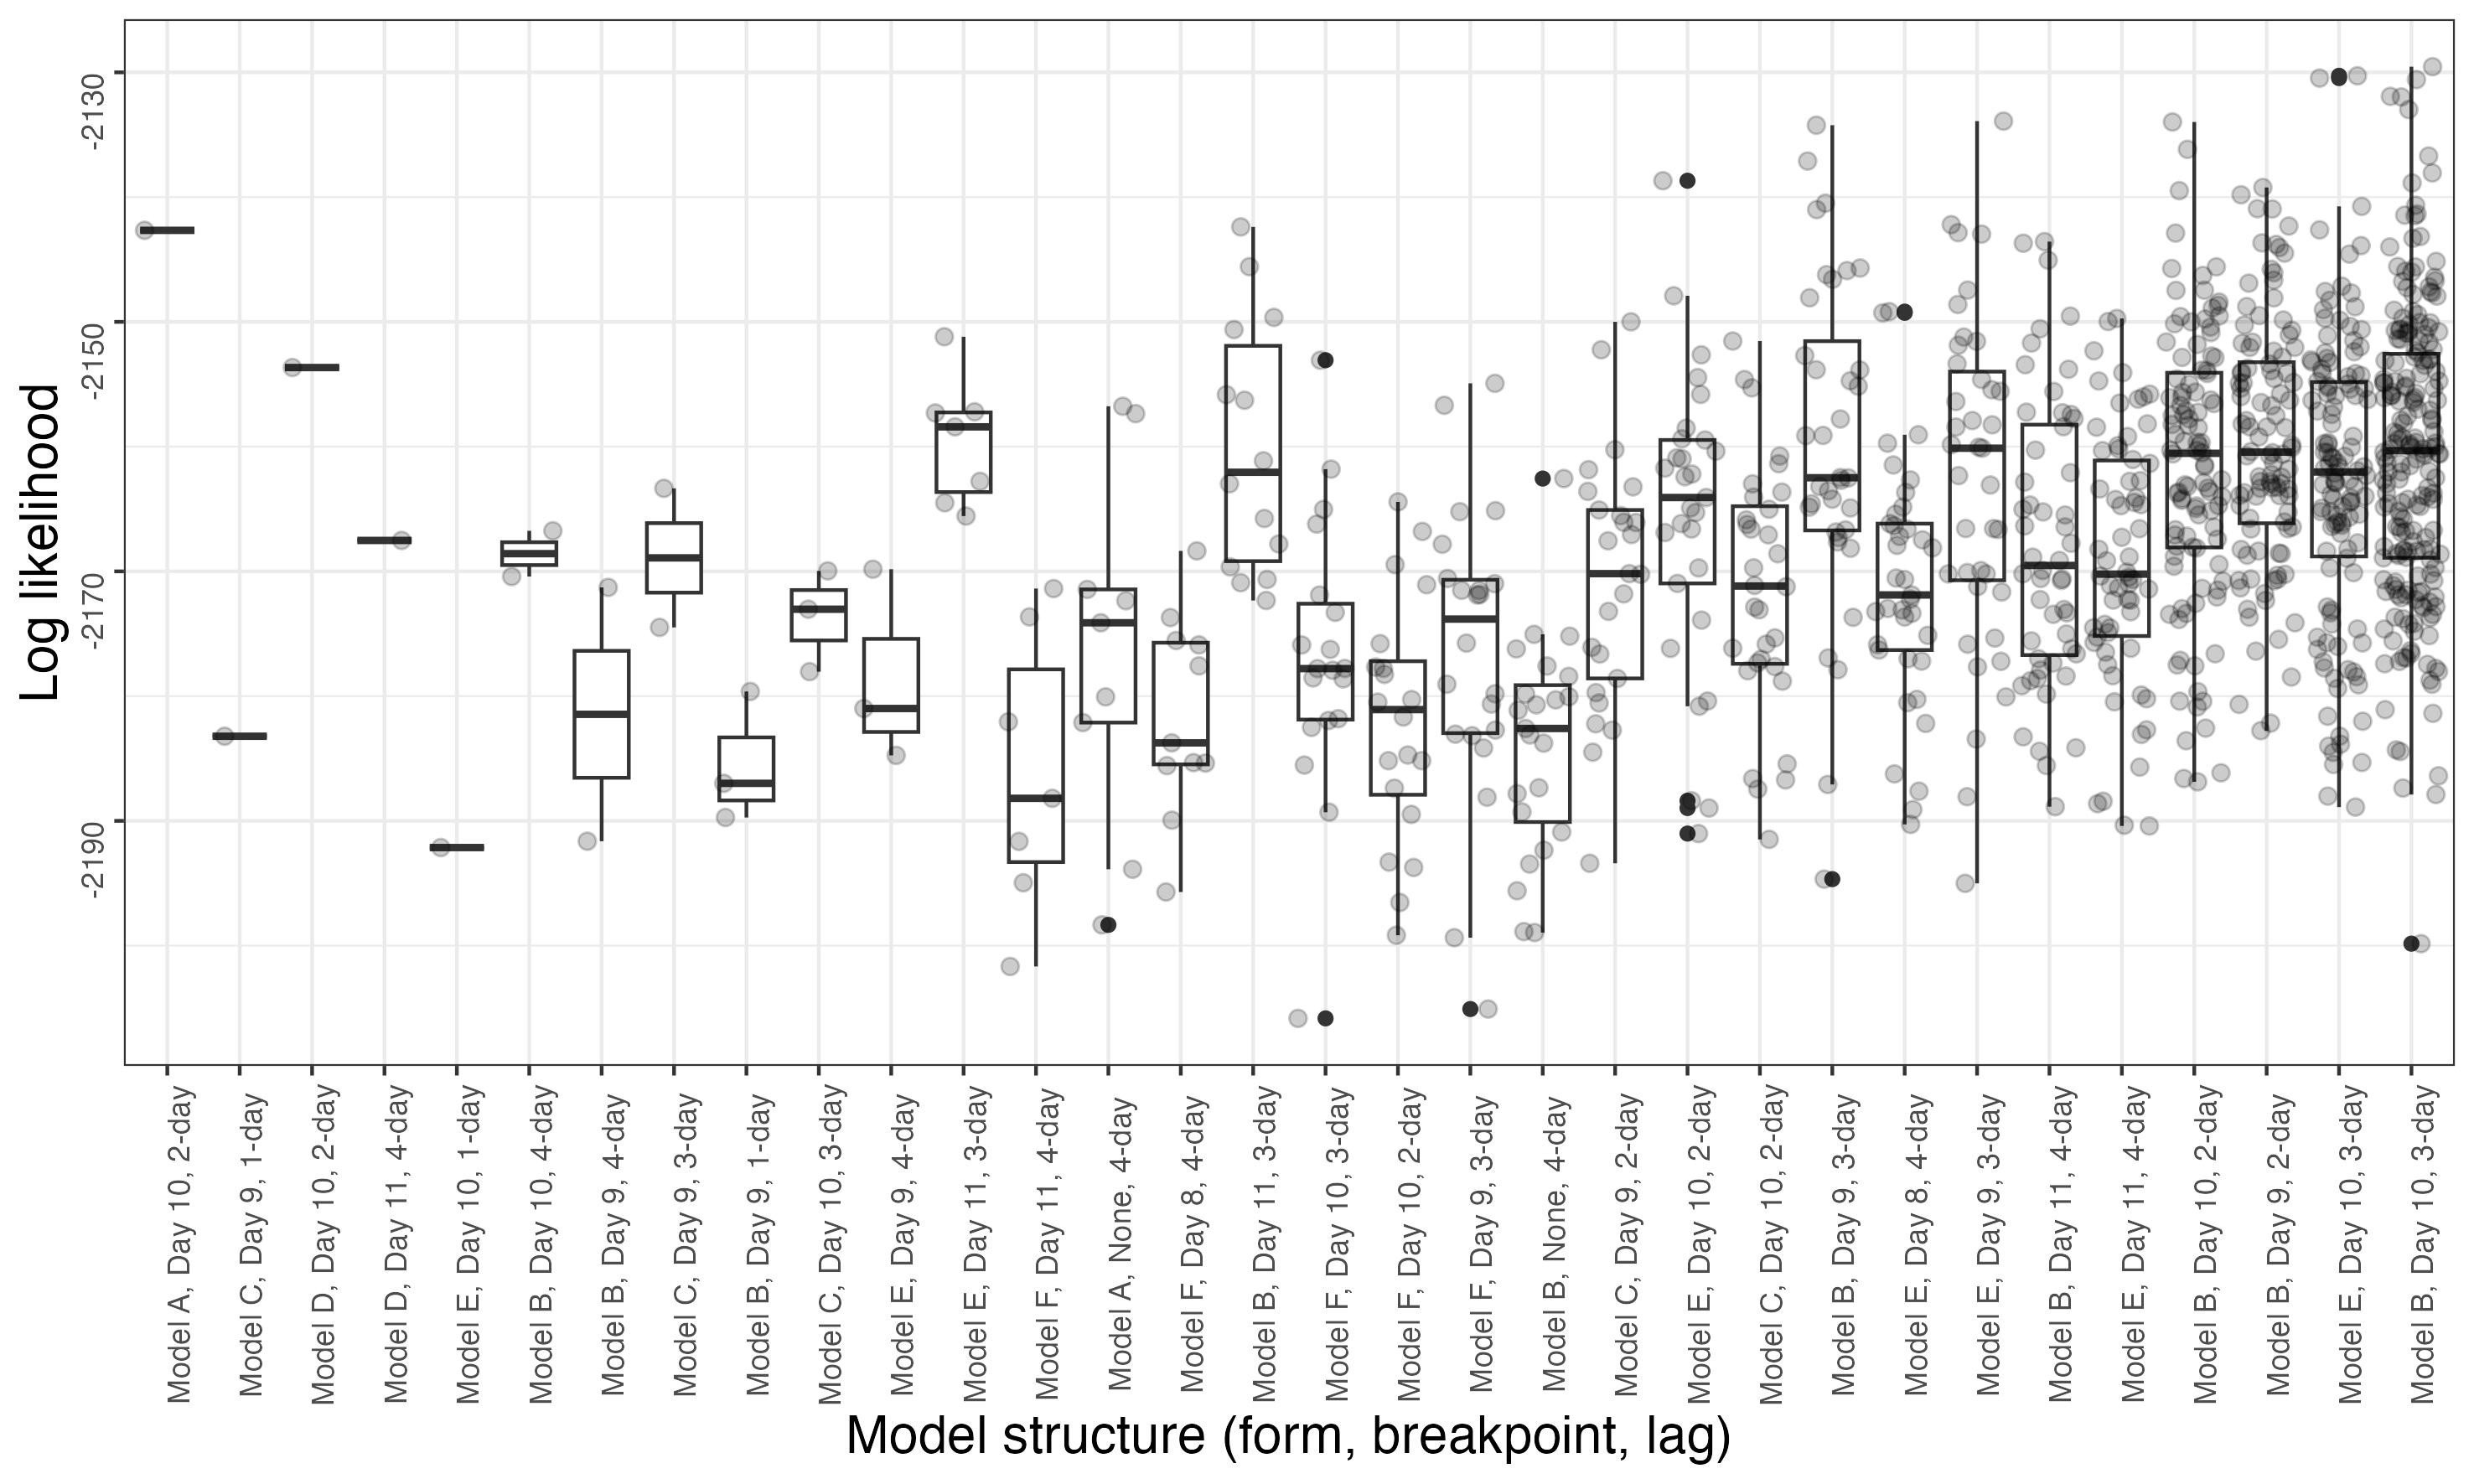 Log likelihood
-2130
-2150
-2170
-2190
Model A, Day 10, 2-day
Model C, Day 9, 1-day
Model D, Day 10, 2-day
Model D, Day 11, 4-day
Model E, Day 10, 1-day
Model B, Day 10, 4-day
Model B, Day 9, 4-day
Model C, Day 9, 3-day
Model B, Day 9, 1-day
Model C, Day 10, 3-day
Model E, Day 9, 4-day
Model E, Day 11, 3-day
Model F, Day 11, 4-day
Model A, None, 4-day
Model F, Day 8, 4-day
Model B, Day 11, 3-day
Model F, Day 10, 3-day
Model F, Day 10, 2-day
Model F, Day 9, 3-day
Model B, None, 4-day
Model C, Day 9, 2-day
Model E, Day 10, 2-day
Model C, Day 10, 2-day
Model B, Day 9, 3-day
Model E, Day 8, 4-day
Model E, Day 9, 3-day
Model B, Day 11, 4-day
Model E, Day 11, 4-day
Model B, Day 10, 2-day
Model B, Day 9, 2-day
Model E, Day 10, 3-day
Model B, Day 10, 3-day
Model structure (form, breakpoint, lag)